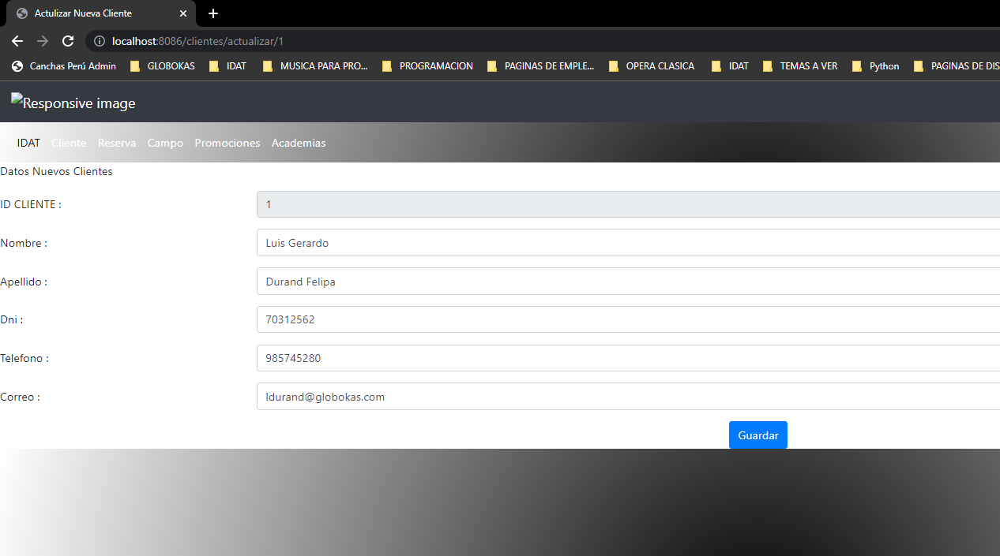 Actulizar Nueva Cliente
localhost:8086/clientes/actualizar/1
Canchas Perú Admin GLOBOKAS IDAT MUSICA PARA PRO... PROGRAMACION PAGINAS DE EMPLE... OPERA CLASICA IDAT TEMAS A VER Python PAGINAS DE DIS
Responsive image
IDAT Cliente Reserva Campo Promociones Academias
Datos Nuevos Clientes
ID CLIENTE : 1
Nombre : Luis Gerardo
Apellido : Durand Felipa
Dni : 70312562
Telefono : 985745280
Correo : ldurand@globokas.com
Guardar